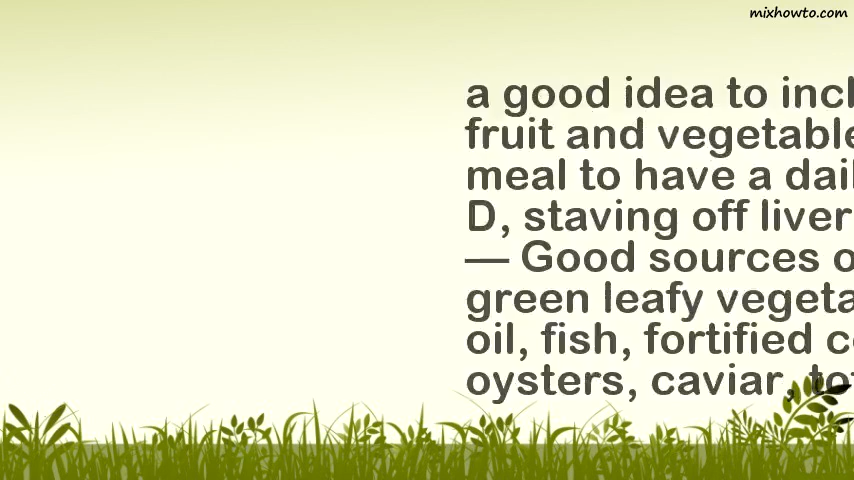 mixhowto.com
a good idea to incl
fruit and vegetable
meal to have a dail
D, staving off liver
— Good sources o
green leafy vegeta
oil, fish, fortified c
oysters, caviar, tof